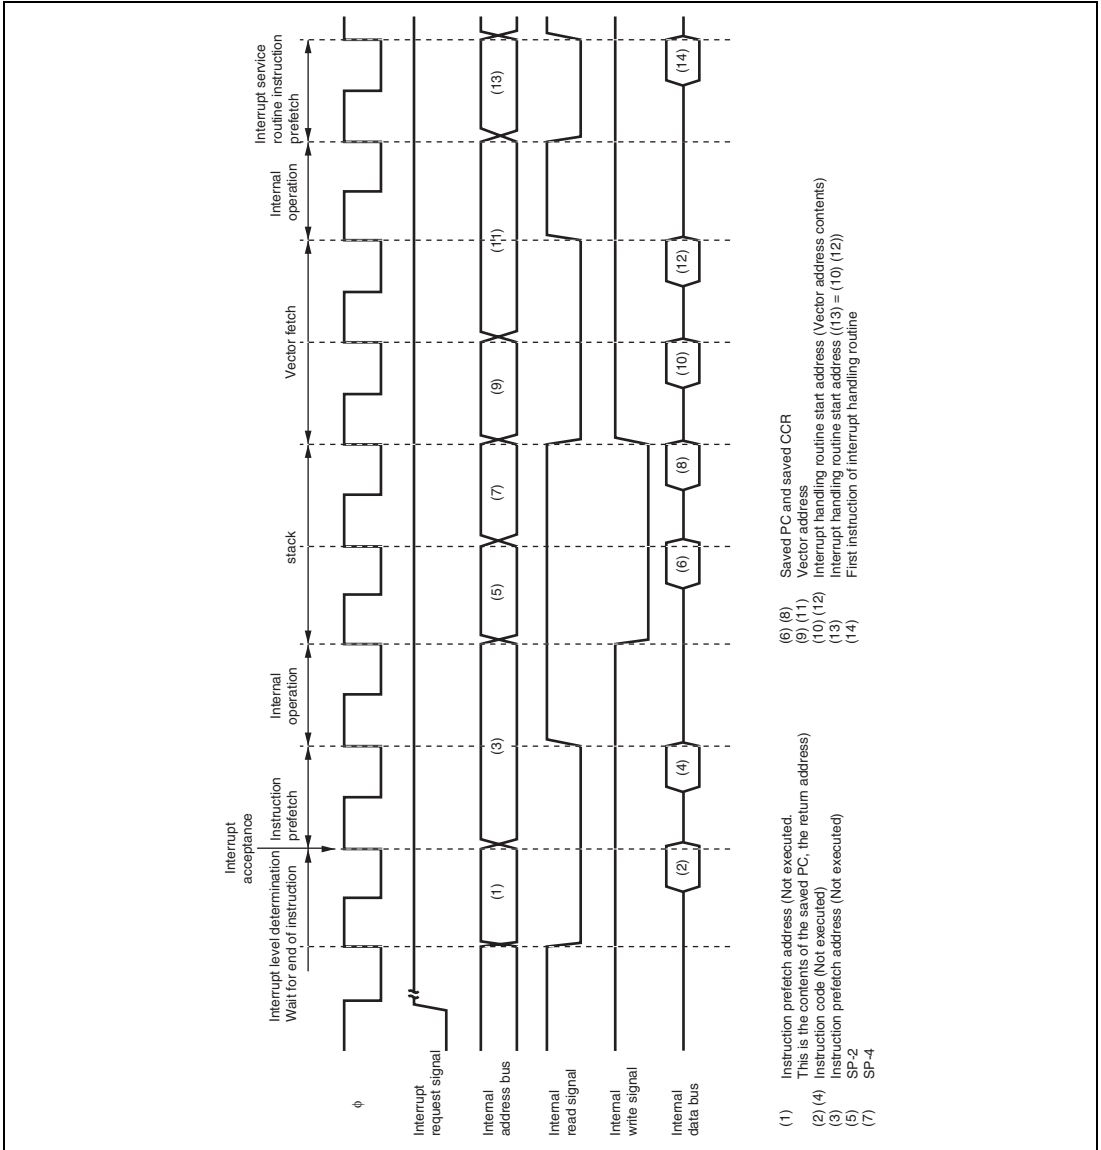 Interrupt
acceptance
Interrupt level determination
Wait for end of instruction
Instruction
prefetch
Internal
operation
stack
Vector fetch
Internal
operation
Interrupt service
routine instruction
prefetch
φ
Interrupt
request signal
Internal
address bus
(1)
(3)
(5)
(7)
(9)
(11)
(13)
Internal
read signal
Internal
write signal
Internal
data bus
(2)
(4)
(6)
(8)
(10)
(12)
(14)
(1) Instruction prefetch address (Not executed.
This is the contents of the saved PC, the return address)
(2) (4) Instruction code (Not executed)
(3) Instruction prefetch address (Not executed)
(5) SP-2
(7) SP-4
(6) (8) Saved PC and saved CCR
(9) (11) Vector address
(10) (12) Interrupt handling routine start address (Vector address contents)
(13) Interrupt handling routine start address ((13) = (10) (12))
(14) First instruction of interrupt handling routine